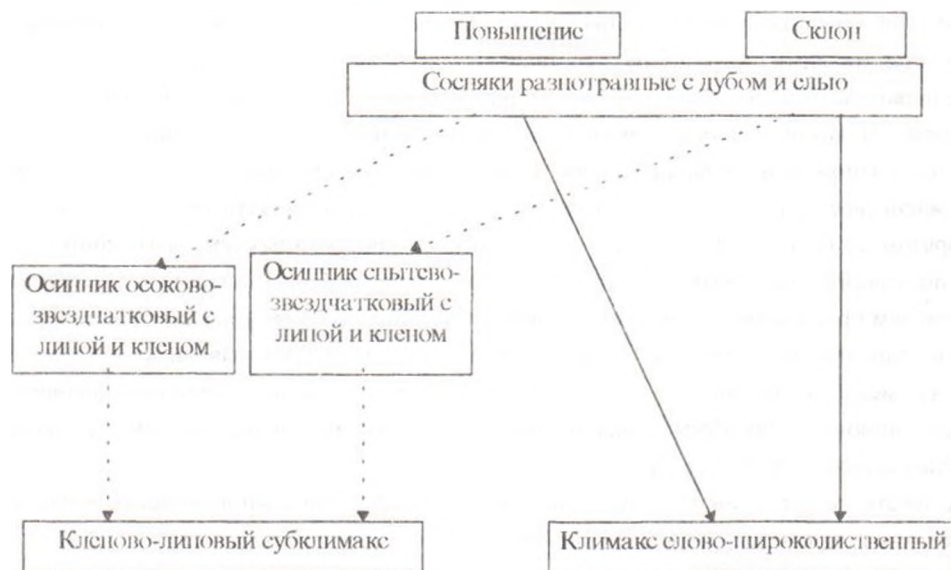 Повышение
Склон
Сосняки разнотравные с дубом и елью
Осинник осоково-
звездчатковый с
липой и кленом
Осинник снытево-
звездчатковый с
липой и кленом
Кленово-липовый субклимакс
Климакс елово-широколиственный